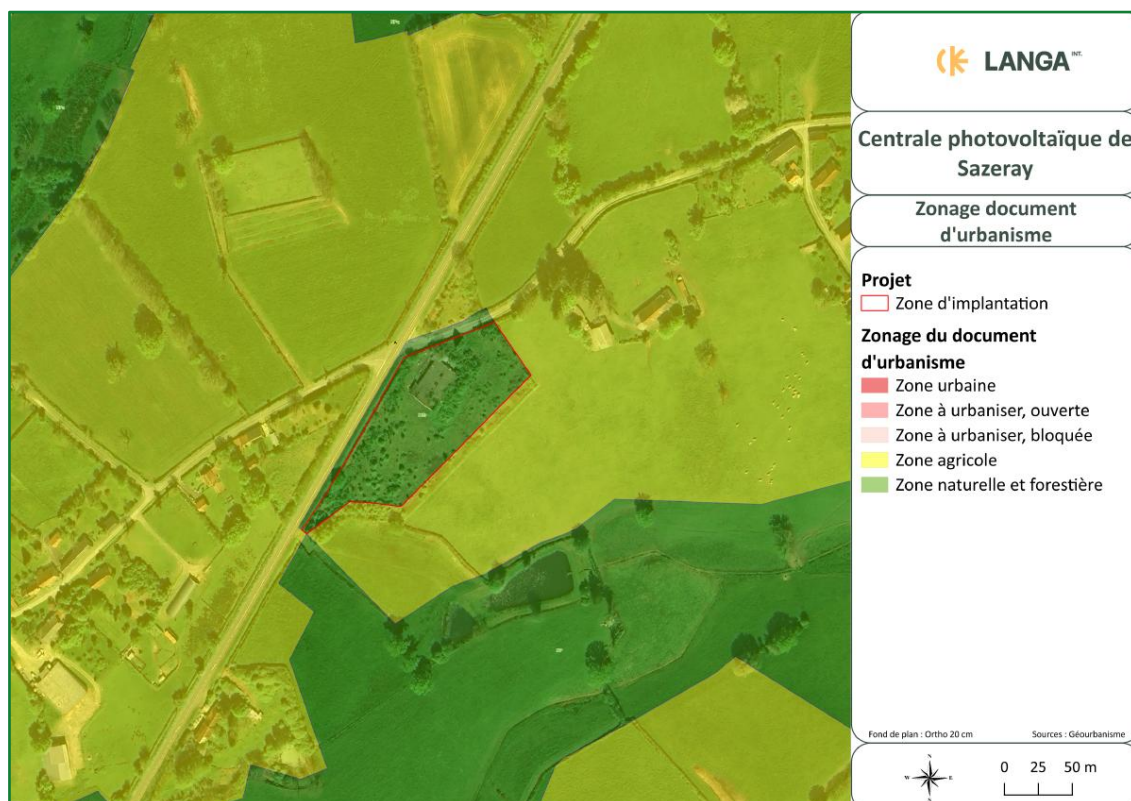 LANGA INT.
Centrale photovoltaïque de
Sazeray
Zonage document
d'urbanisme
Projet
Zone d'implantation
Zonage du document
d'urbanisme
Zone urbaine
Zone à urbaniser, ouverte
Zone à urbaniser, bloquée
Zone agricole
Zone naturelle et forestière
Fond de plan : Ortho 20 cm
Sources : Géourbanisme
N
W
E
S
0 25 50 m